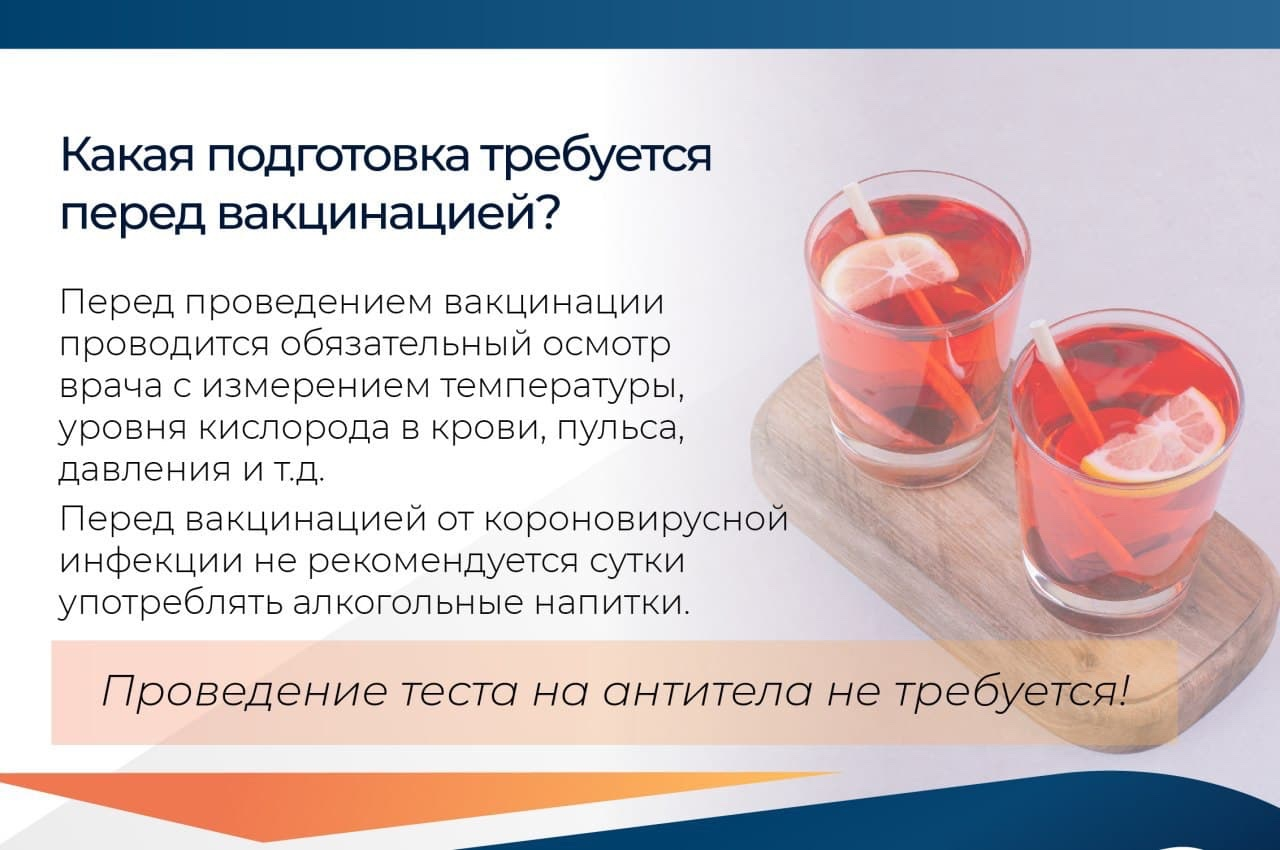 Какая подготовка требуется
перед вакцинацией?
Перед проведением вакцинации
проводится обязательный осмотр
врача с измерением температуры,
уровня кислорода в крови, пульса,
давления и т.д.
Перед вакцинацией от короновирусной
инфекции не рекомендуется сутки
употреблять алкогольные напитки.
Проведение теста на антитела не требуется!